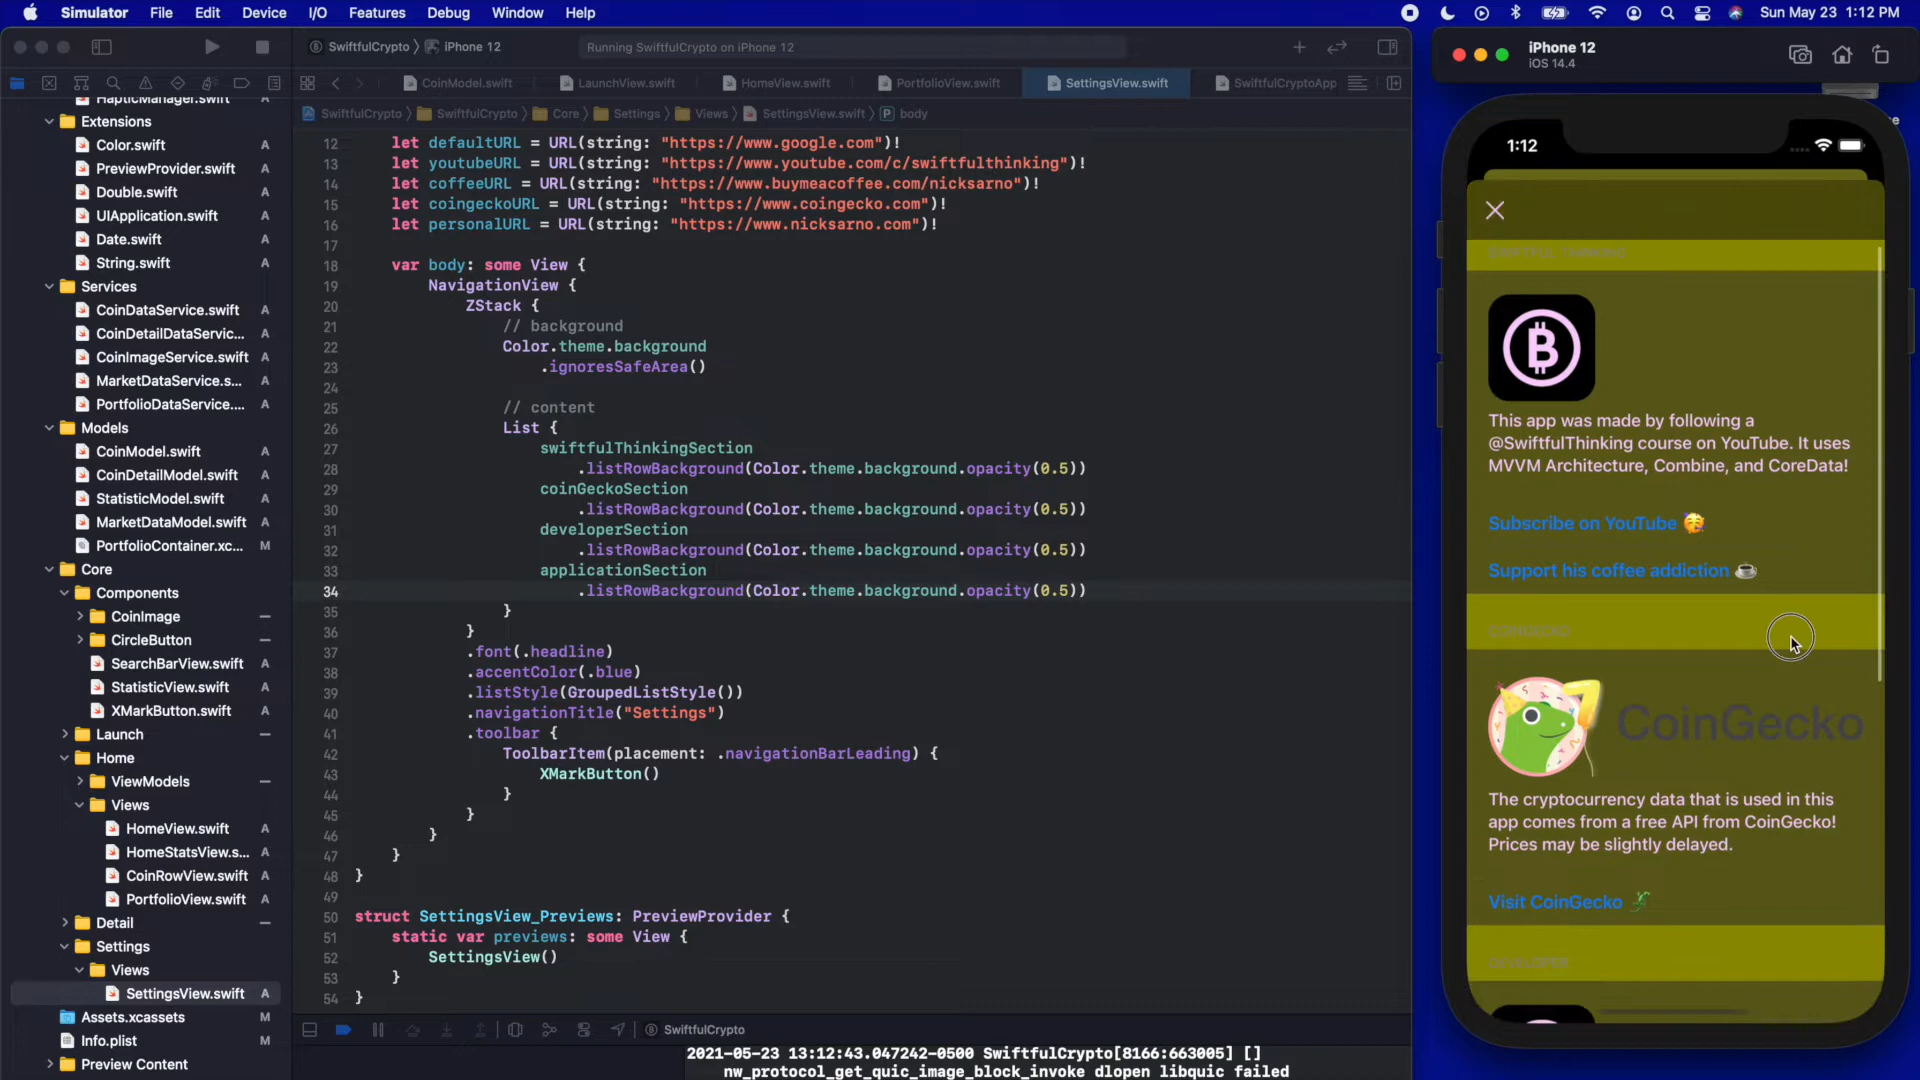 Simulator File Edit Device I/O Features Debug Window Help
Sun May 23 1:12 PM
SwiftfulCrypto
iPhone 12
Running SwiftfulCrypto on iPhone 12
CoinModel.swift
LaunchView.swift
HomeView.swift
PortfolioView.swift
SettingsView.swift
SwiftfulCryptoApp
SwiftfulCrypto
SwiftfulCrypto
Core
Settings
Views
SettingsView.swift
P body
HapticManager.swift A
Extensions
Color.swift A
PreviewProvider.swift A
Double.swift A
UIApplication.swift A
Date.swift A
String.swift A
Services
CoinDataService.swift A
CoinDetailDataServic... A
CoinImageService.swift A
MarketDataService.s... A
PortfolioDataService.... A
Models
CoinModel.swift A
CoinDetailModel.swift A
StatisticModel.swift A
MarketDataModel.swift A
PortfolioContainer.xc... M
Core
Components
CoinImage
CircleButton
SearchBarView.swift A
StatisticView.swift A
XMarkButton.swift A
Launch
Home
ViewModels
Views
HomeView.swift A
HomeStatsView.s... A
CoinRowView.swift A
PortfolioView.swift A
Detail
Settings
Views
SettingsView.swift A
Assets.xcassets M
Info.plist M
Preview Content
12 let defaultURL = URL(string: "https://www.google.com")!
13 let youtubeURL = URL(string: "https://www.youtube.com/c/swiftfulthinking")!
14 let coffeeURL = URL(string: "https://www.buymeacoffee.com/nicksarno")!
15 let coingeckoURL = URL(string: "https://www.coingecko.com")!
16 let personalURL = URL(string: "https://www.nicksarno.com")!
17
18 var body: some View {
19 NavigationView {
20 ZStack {
21 // background
22 Color.theme.background
23 .ignoresSafeArea()
24
25 // content
26 List {
27 swiftfulThinkingSection
28 .listRowBackground(Color.theme.background.opacity(0.5))
29 coinGeckoSection
30 .listRowBackground(Color.theme.background.opacity(0.5))
31 developerSection
32 .listRowBackground(Color.theme.background.opacity(0.5))
33 applicationSection
34 .listRowBackground(Color.theme.background.opacity(0.5))
35 }
36 }
37 .font(.headline)
38 .accentColor(.blue)
39 .listStyle(GroupedListStyle())
40 .navigationTitle("Settings")
41 .toolbar {
42 ToolbarItem(placement: .navigationBarLeading) {
43 XMarkButton()
44 }
45 }
46 }
47 }
48 }
49
50 struct SettingsView_Previews: PreviewProvider {
51 static var previews: some View {
52 SettingsView()
53 }
54 }
SwiftfulCrypto
2021-05-23 13:12:43.047242-0500 SwiftfulCrypto[8166:663005] []
nw_protocol_get_quic_image_block_invoke dlopen libquic failed
iPhone 12
iOS 14.4
1:12
SWIFTFUL THINKING
This app was made by following a
@SwiftfulThinking course on YouTube. It uses
MVVM Architecture, Combine, and CoreData!
Subscribe on YouTube 🥳
Support his coffee addiction ☕️
COINGECKO
CoinGecko
The cryptocurrency data that is used in this
app comes from a free API from CoinGecko!
Prices may be slightly delayed.
Visit CoinGecko 🦎
DEVELOPER